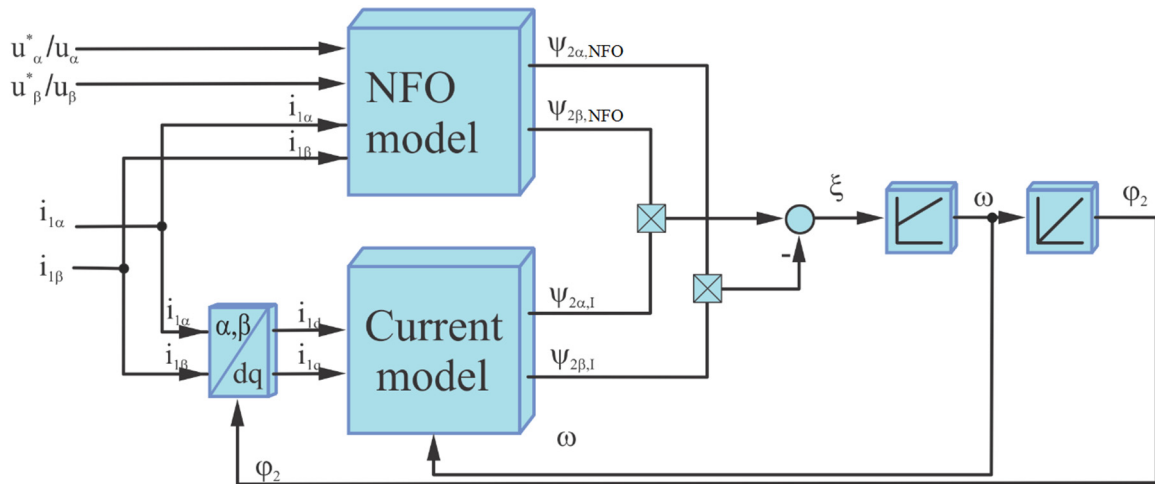 u*α/uα
u*β/uβ
i1α
i1β
NFO
model
ψ2α,NFO
ψ2β,NFO
i1α
i1β
i1α
i1β
α,β
dq
i1d
i1q
Current
model
ψ2α,I
ψ2β,I
-
ξ
ω
φ2
ω
φ2